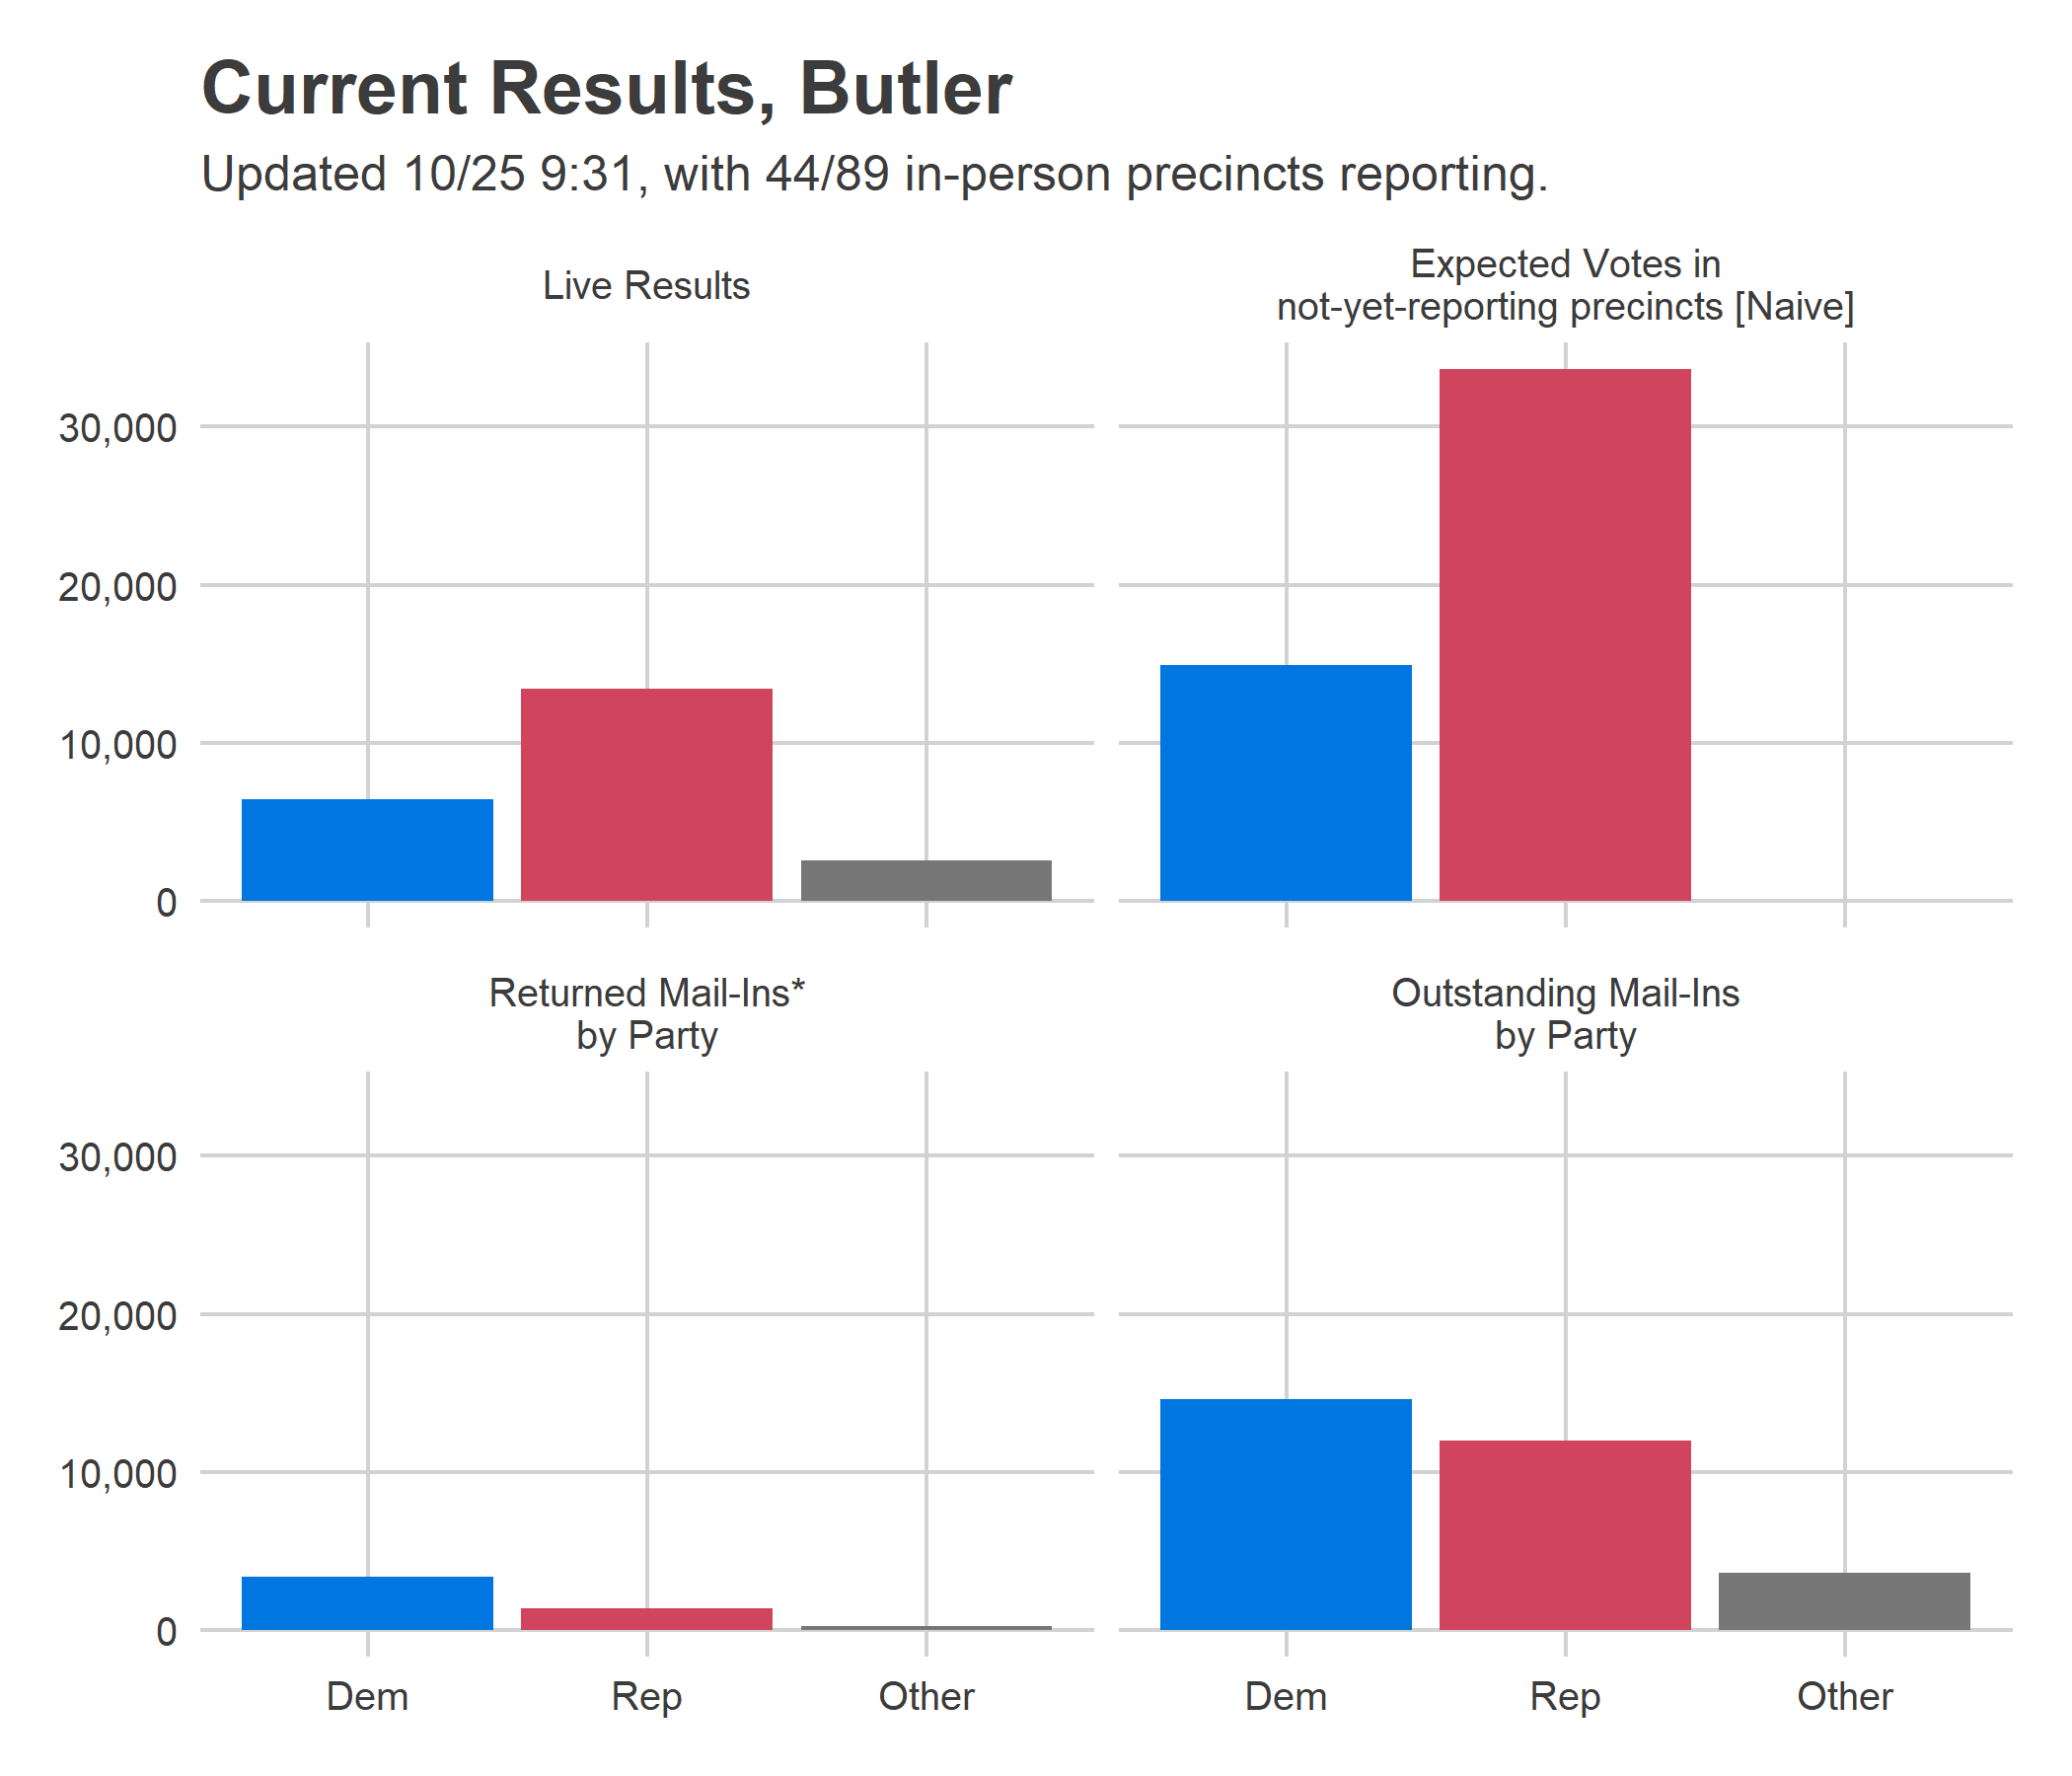 Current Results, Butler
Updated 10/25 9:31, with 44/89 in-person precincts reporting.
Live Results
Expected Votes in
not-yet-reporting precincts [Naive]
30,000
20,000
10,000
0
Returned Mail-Ins*
by Party
Outstanding Mail-Ins
by Party
30,000
20,000
10,000
0
Dem
Rep
Other
Dem
Rep
Other